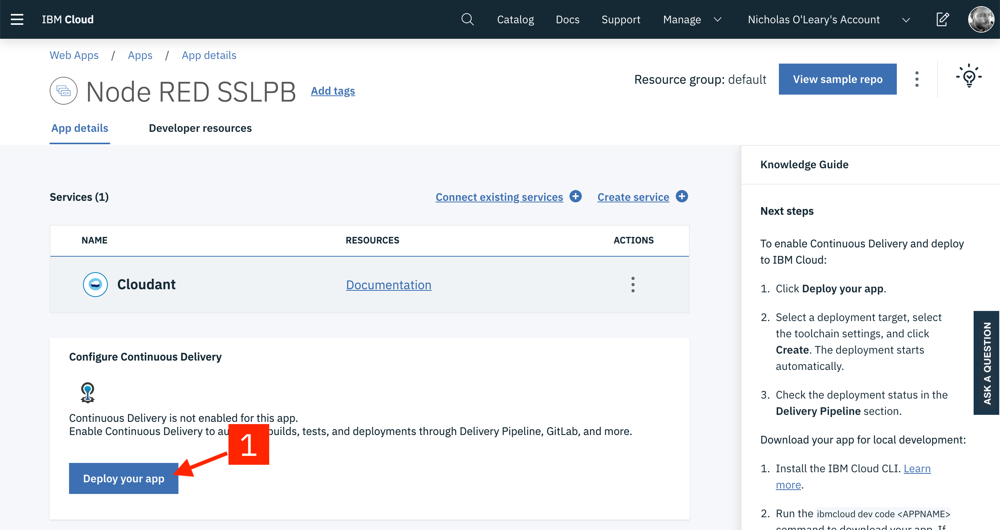 IBM Cloud
Catalog
Docs
Support
Manage
Nicholas O'Leary's Account
Web Apps / Apps / App details
Node RED SSLPB
Add tags
Resource group: default
View sample repo
App details
Developer resources
Services (1)
Connect existing services
Create service
NAME
RESOURCES
ACTIONS
Cloudant
Documentation
Configure Continuous Delivery
Continuous Delivery is not enabled for this app.
Enable Continuous Delivery to builds, tests, and deployments through Delivery Pipeline, GitLab, and more.
1
Deploy your app
Knowledge Guide
Next steps
To enable Continuous Delivery and deploy
to IBM Cloud:
1. Click Deploy your app.
2. Select a deployment target, select
the toolchain settings, and click
Create. The deployment starts
automatically.
3. Check the deployment status in the
Delivery Pipeline section.
Download your app for local development:
1. Install the IBM Cloud CLI. Learn
more.
2. Run the ibmcloud dev code <APPNAME>
command to download your app. If
ASK A QUESTION